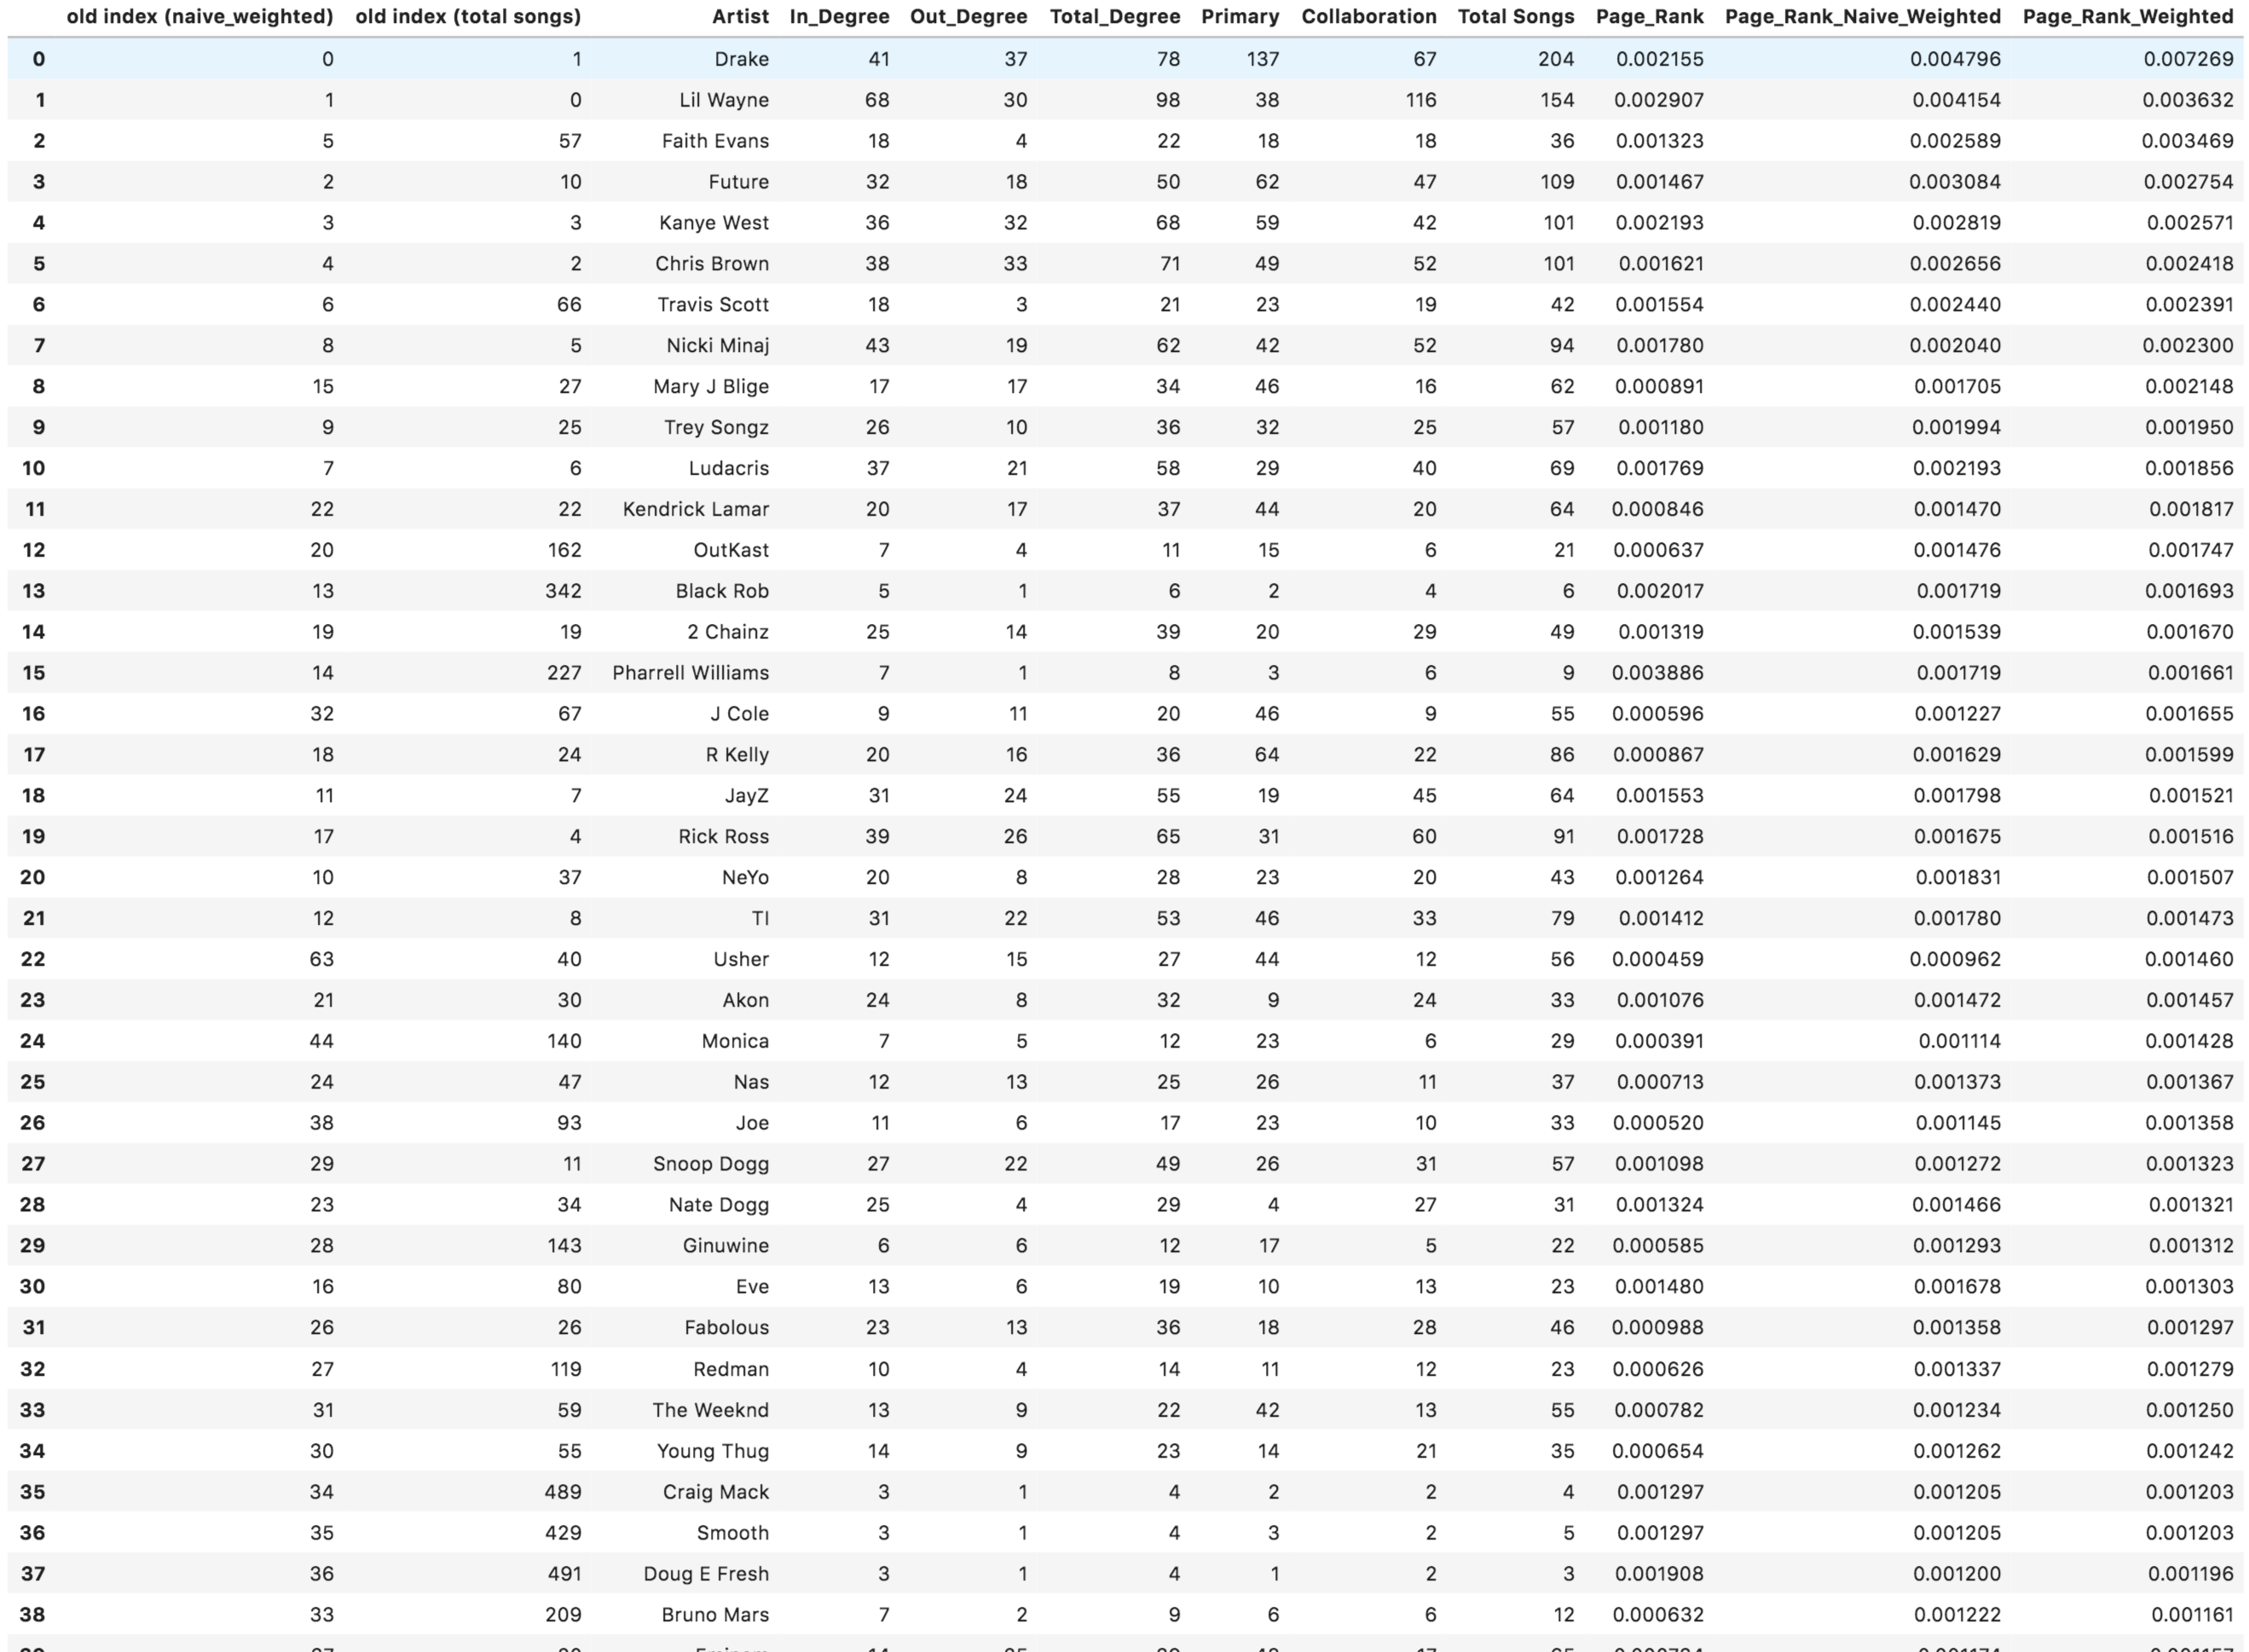 old index (naive_weighted) old index (total songs) Artist In_Degree Out_Degree Total_Degree Primary Collaboration Total Songs Page_Rank Page_Rank_Naive_Weighted Page_Rank_Weighted
0 0 1 Drake 41 37 78 137 67 204 0.002155 0.004796 0.007269
1 1 0 Lil Wayne 68 30 98 38 116 154 0.002907 0.004154 0.003632
2 5 57 Faith Evans 18 4 22 18 18 36 0.001323 0.002589 0.003469
3 2 10 Future 32 18 50 62 47 109 0.001467 0.003084 0.002754
4 3 3 Kanye West 36 32 68 59 42 101 0.002193 0.002819 0.002571
5 4 2 Chris Brown 38 33 71 49 52 101 0.001621 0.002656 0.002418
6 6 66 Travis Scott 18 3 21 23 19 42 0.001554 0.002440 0.002391
7 8 5 Nicki Minaj 43 19 62 42 52 94 0.001780 0.002040 0.002300
8 15 27 Mary J Blige 17 17 34 46 16 62 0.000891 0.001705 0.002148
9 9 25 Trey Songz 26 10 36 32 25 57 0.001180 0.001994 0.001950
10 7 6 Ludacris 37 21 58 29 40 69 0.001769 0.002193 0.001856
11 22 22 Kendrick Lamar 20 17 37 44 20 64 0.000846 0.001470 0.001817
12 20 162 OutKast 7 4 11 15 6 21 0.000637 0.001476 0.001747
13 13 342 Black Rob 5 1 6 2 4 6 0.002017 0.001719 0.001693
14 19 19 2 Chainz 25 14 39 20 29 49 0.001319 0.001539 0.001670
15 14 227 Pharrell Williams 7 1 8 3 6 9 0.003886 0.001719 0.001661
16 32 67 J Cole 9 11 20 46 9 55 0.000596 0.001227 0.001655
17 18 24 R Kelly 20 16 36 64 22 86 0.000867 0.001629 0.001599
18 11 7 JayZ 31 24 55 19 45 64 0.001553 0.001798 0.001521
19 17 4 Rick Ross 39 26 65 31 60 91 0.001728 0.001675 0.001516
20 10 37 NeYo 20 8 28 23 20 43 0.001264 0.001831 0.001507
21 12 8 TI 31 22 53 46 33 79 0.001412 0.001780 0.001473
22 63 40 Usher 12 15 27 44 12 56 0.000459 0.000962 0.001460
23 21 30 Akon 24 8 32 9 24 33 0.001076 0.001472 0.001457
24 44 140 Monica 7 5 12 23 6 29 0.000391 0.001114 0.001428
25 24 47 Nas 12 13 25 26 11 37 0.000713 0.001373 0.001367
26 38 93 Joe 11 6 17 23 10 33 0.000520 0.001145 0.001358
27 29 11 Snoop Dogg 27 22 49 26 31 57 0.001098 0.001272 0.001323
28 23 34 Nate Dogg 25 4 29 4 27 31 0.001324 0.001466 0.001321
29 28 143 Ginuwine 6 6 12 17 5 22 0.000585 0.001293 0.001312
30 16 80 Eve 13 6 19 10 13 23 0.001480 0.001678 0.001303
31 26 26 Fabolous 23 13 36 18 28 46 0.000988 0.001358 0.001297
32 27 119 Redman 10 4 14 11 12 23 0.000626 0.001337 0.001279
33 31 59 The Weeknd 13 9 22 42 13 55 0.000782 0.001234 0.001250
34 30 55 Young Thug 14 9 23 14 21 35 0.000654 0.001262 0.001242
35 34 489 Craig Mack 3 1 4 2 2 4 0.001297 0.001205 0.001203
36 35 429 Smooth 3 1 4 3 2 5 0.001297 0.001205 0.001203
37 36 491 Doug E Fresh 3 1 4 1 2 3 0.001908 0.001200 0.001196
38 33 209 Bruno Mars 7 2 9 6 6 12 0.000632 0.001222 0.001161